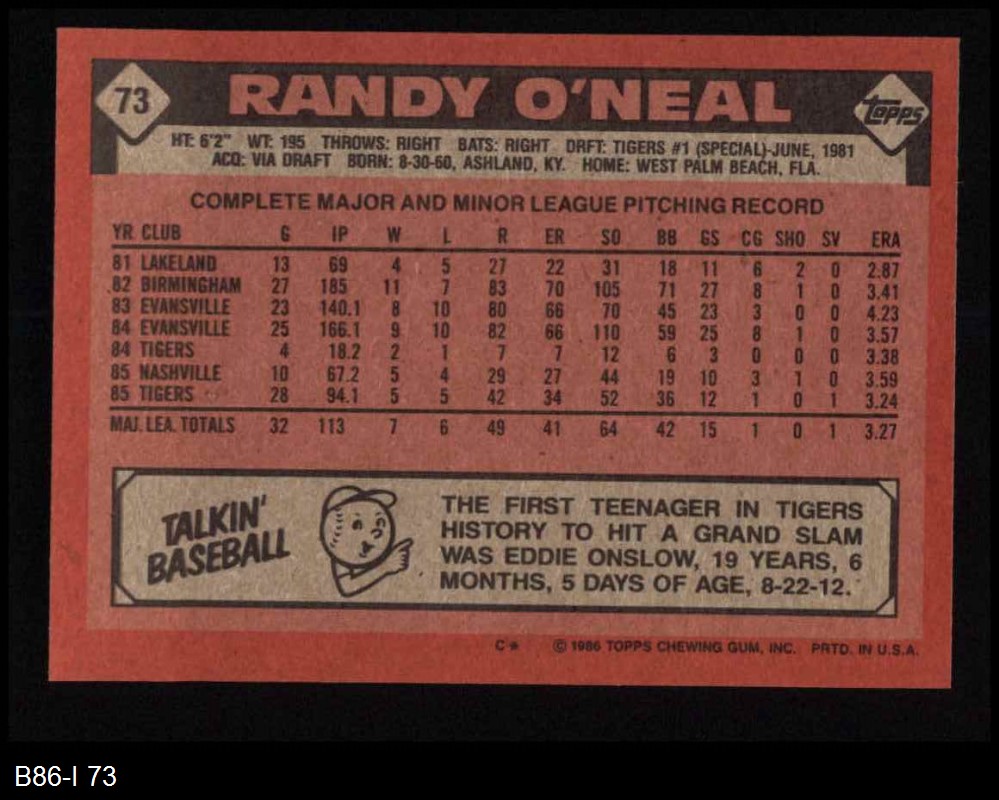 73
RANDY O'NEAL
topps
HT: 6'2" WT: 195 THROWS: RIGHT BATS: RIGHT DRFT: TIGERS #1 (SPECIAL)-JUNE, 1981
ACQ: VIA DRAFT BORN: 8-30-60, ASHLAND, KY. HOME: WEST PALM BEACH, FLA.
COMPLETE MAJOR AND MINOR LEAGUE PITCHING RECORD
YR CLUB G IP W L R ER SO BB GS CG SHO SV ERA
81 LAKELAND 13 69 4 5 27 22 31 18 11 6 2 0 2.87
82 BIRMINGHAM 27 185 11 7 83 70 105 71 27 8 1 0 3.41
83 EVANSVILLE 23 140.1 8 10 80 66 70 45 23 3 0 0 4.23
84 EVANSVILLE 25 166.1 9 10 82 66 110 59 25 8 1 0 3.57
84 TIGERS 4 18.2 2 1 7 7 12 6 3 0 0 0 3.38
85 NASHVILLE 10 67.2 5 4 29 27 44 19 10 3 1 0 3.59
85 TIGERS 28 94.1 5 5 42 34 52 36 12 1 0 1 3.24
MAJ. LEA. TOTALS 32 113 7 6 49 41 64 42 15 1 0 1 3.27
TALKIN'
BASEBALL
THE FIRST TEENAGER IN TIGERS
HISTORY TO HIT A GRAND SLAM
WAS EDDIE ONSLOW, 19 YEARS, 6
MONTHS, 5 DAYS OF AGE, 8-22-12.
C* © 1986 TOPPS CHEWING GUM, INC. PRTD. IN U.S.A.
B86-I 73